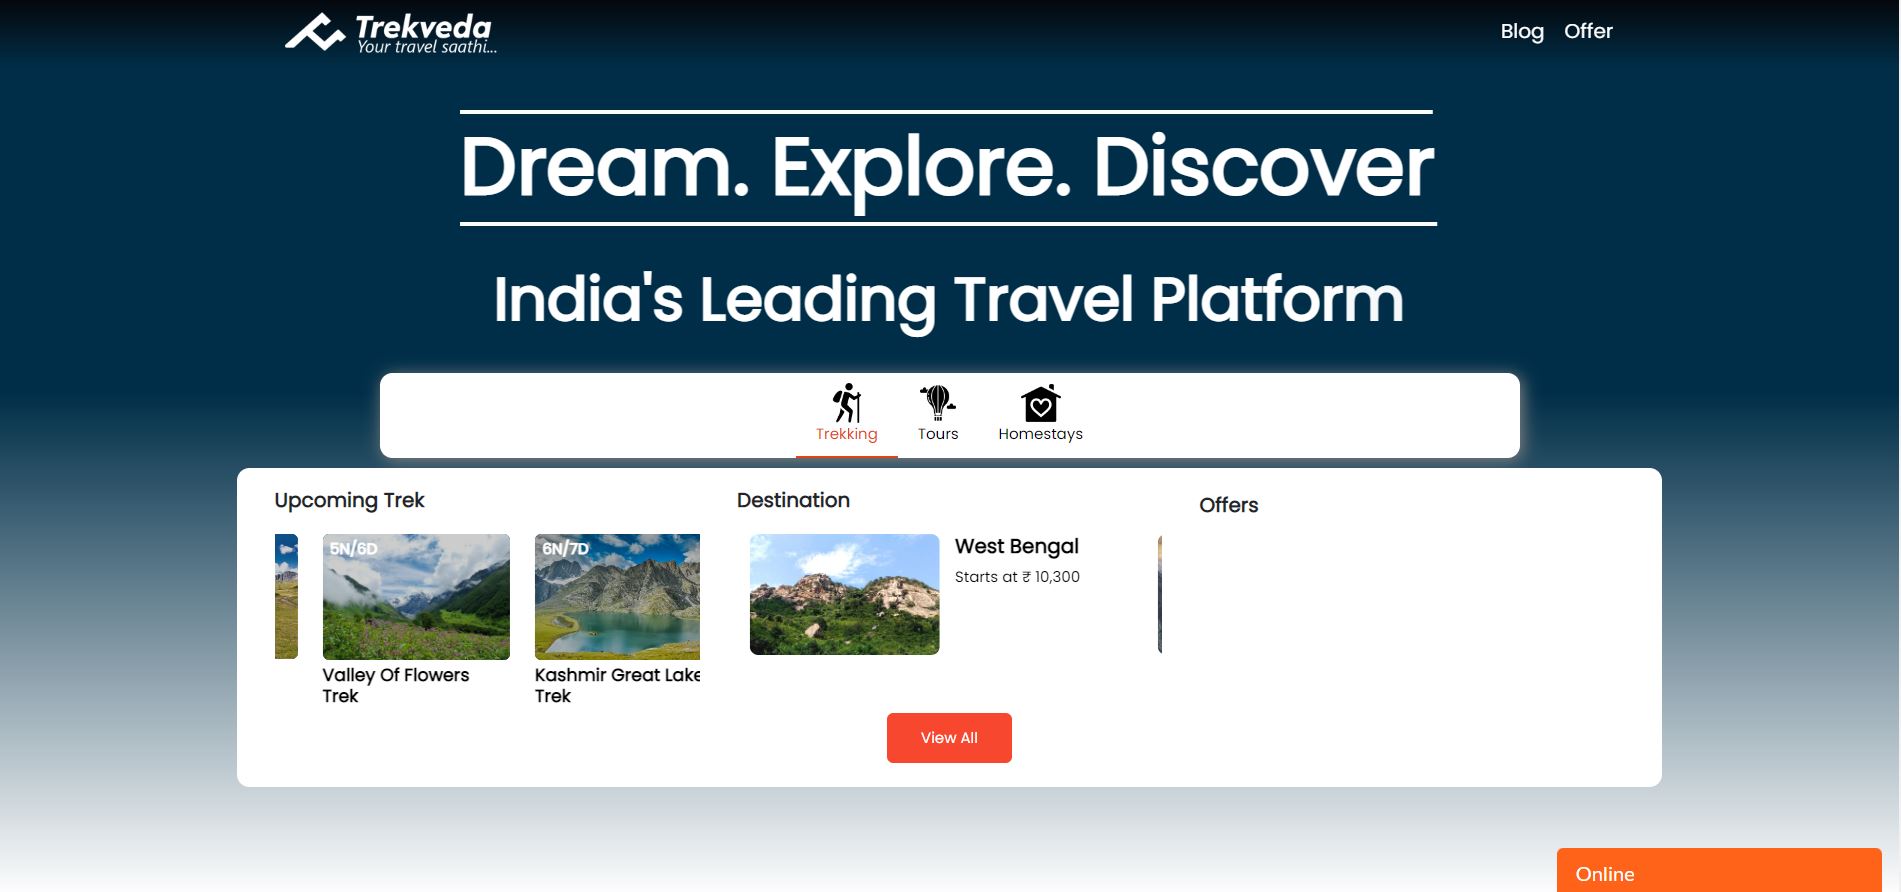 Trekveda
Your travel saathi...
Blog Offer
Dream. Explore. Discover
India's Leading Travel Platform
Trekking Tours Homestays
Upcoming Trek
5N/6D
Valley Of Flowers
Trek
6N/7D
Kashmir Great Lake
Trek
Destination
West Bengal
Starts at ₹ 10,300
Offers
View All
Online